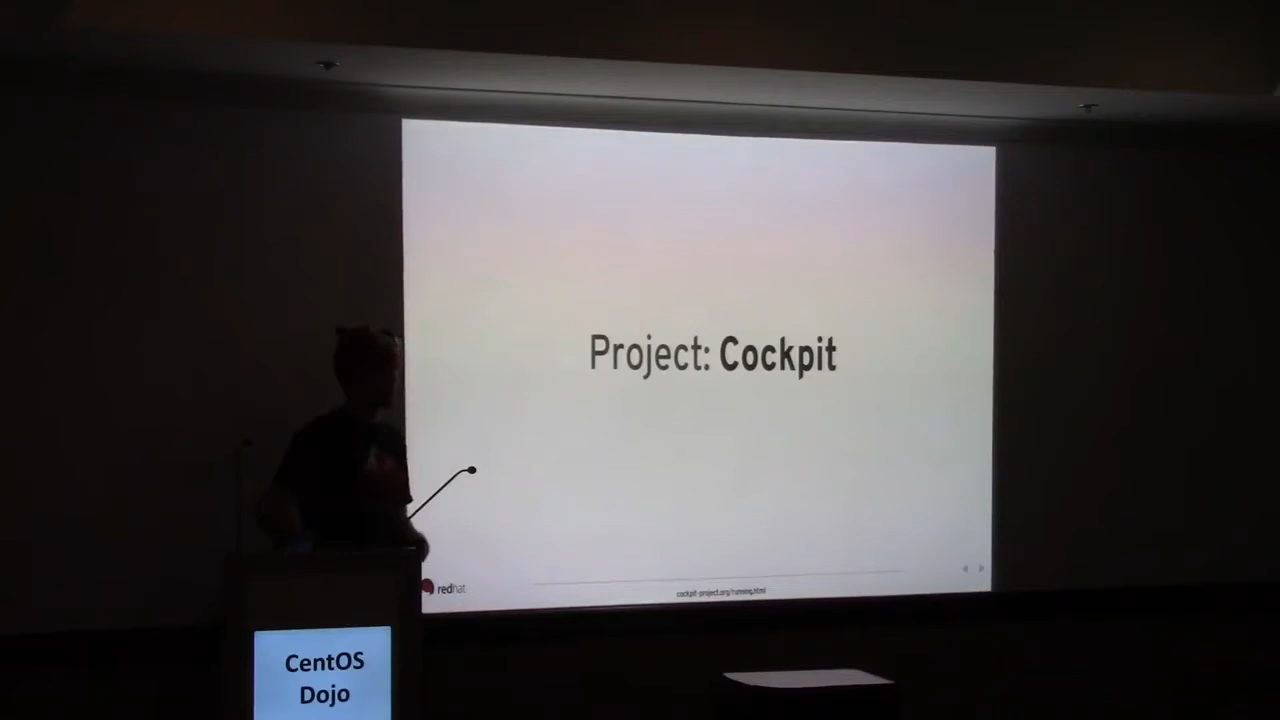 Project: Cockpit
redhat
cockpit-project.org/running.html
CentOS
Dojo